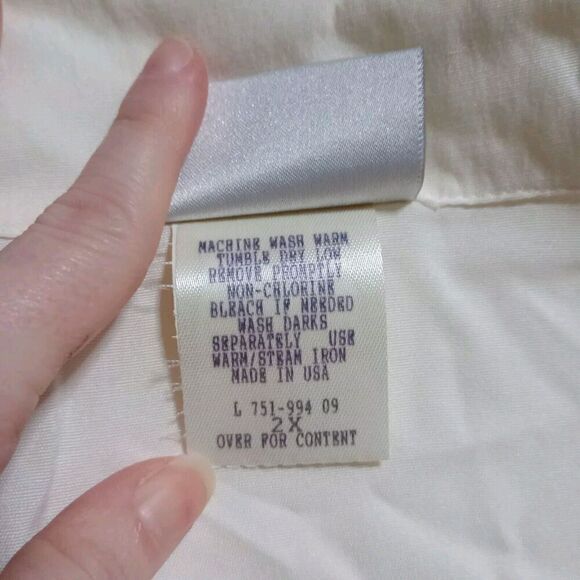 MACHINE WASH WARM
TUMBLE DRY LOW
REMOVE PROMPTLY
NON-CHLORINE
BLEACH IF NEEDED
WASH DARKS
SEPARATELY USE
WARM/STEAM IRON
MADE IN USA
L 751-994 09
2X
OVER FOR CONTENT